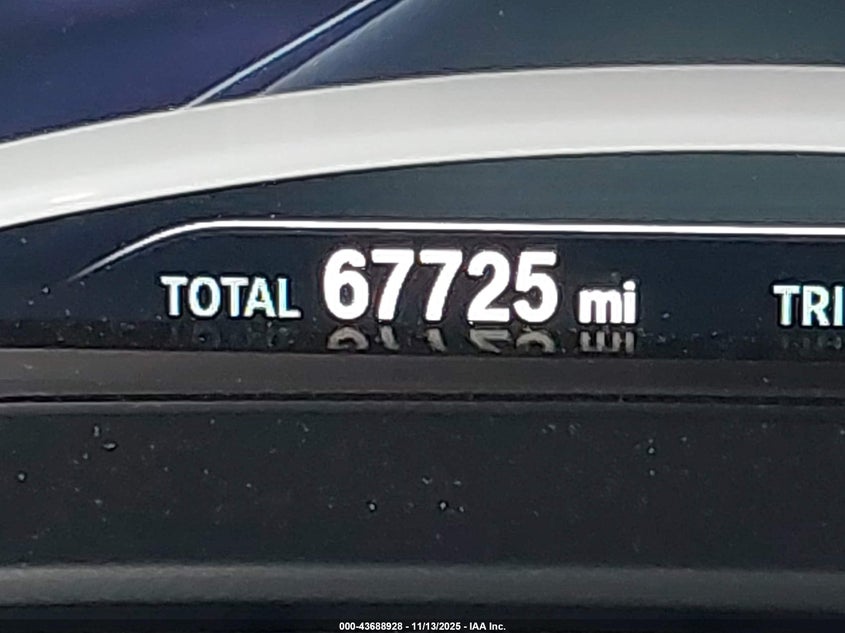 TOTAL 67725 mi TRI
000-43688928 - 11/13/2025 - IAA Inc.